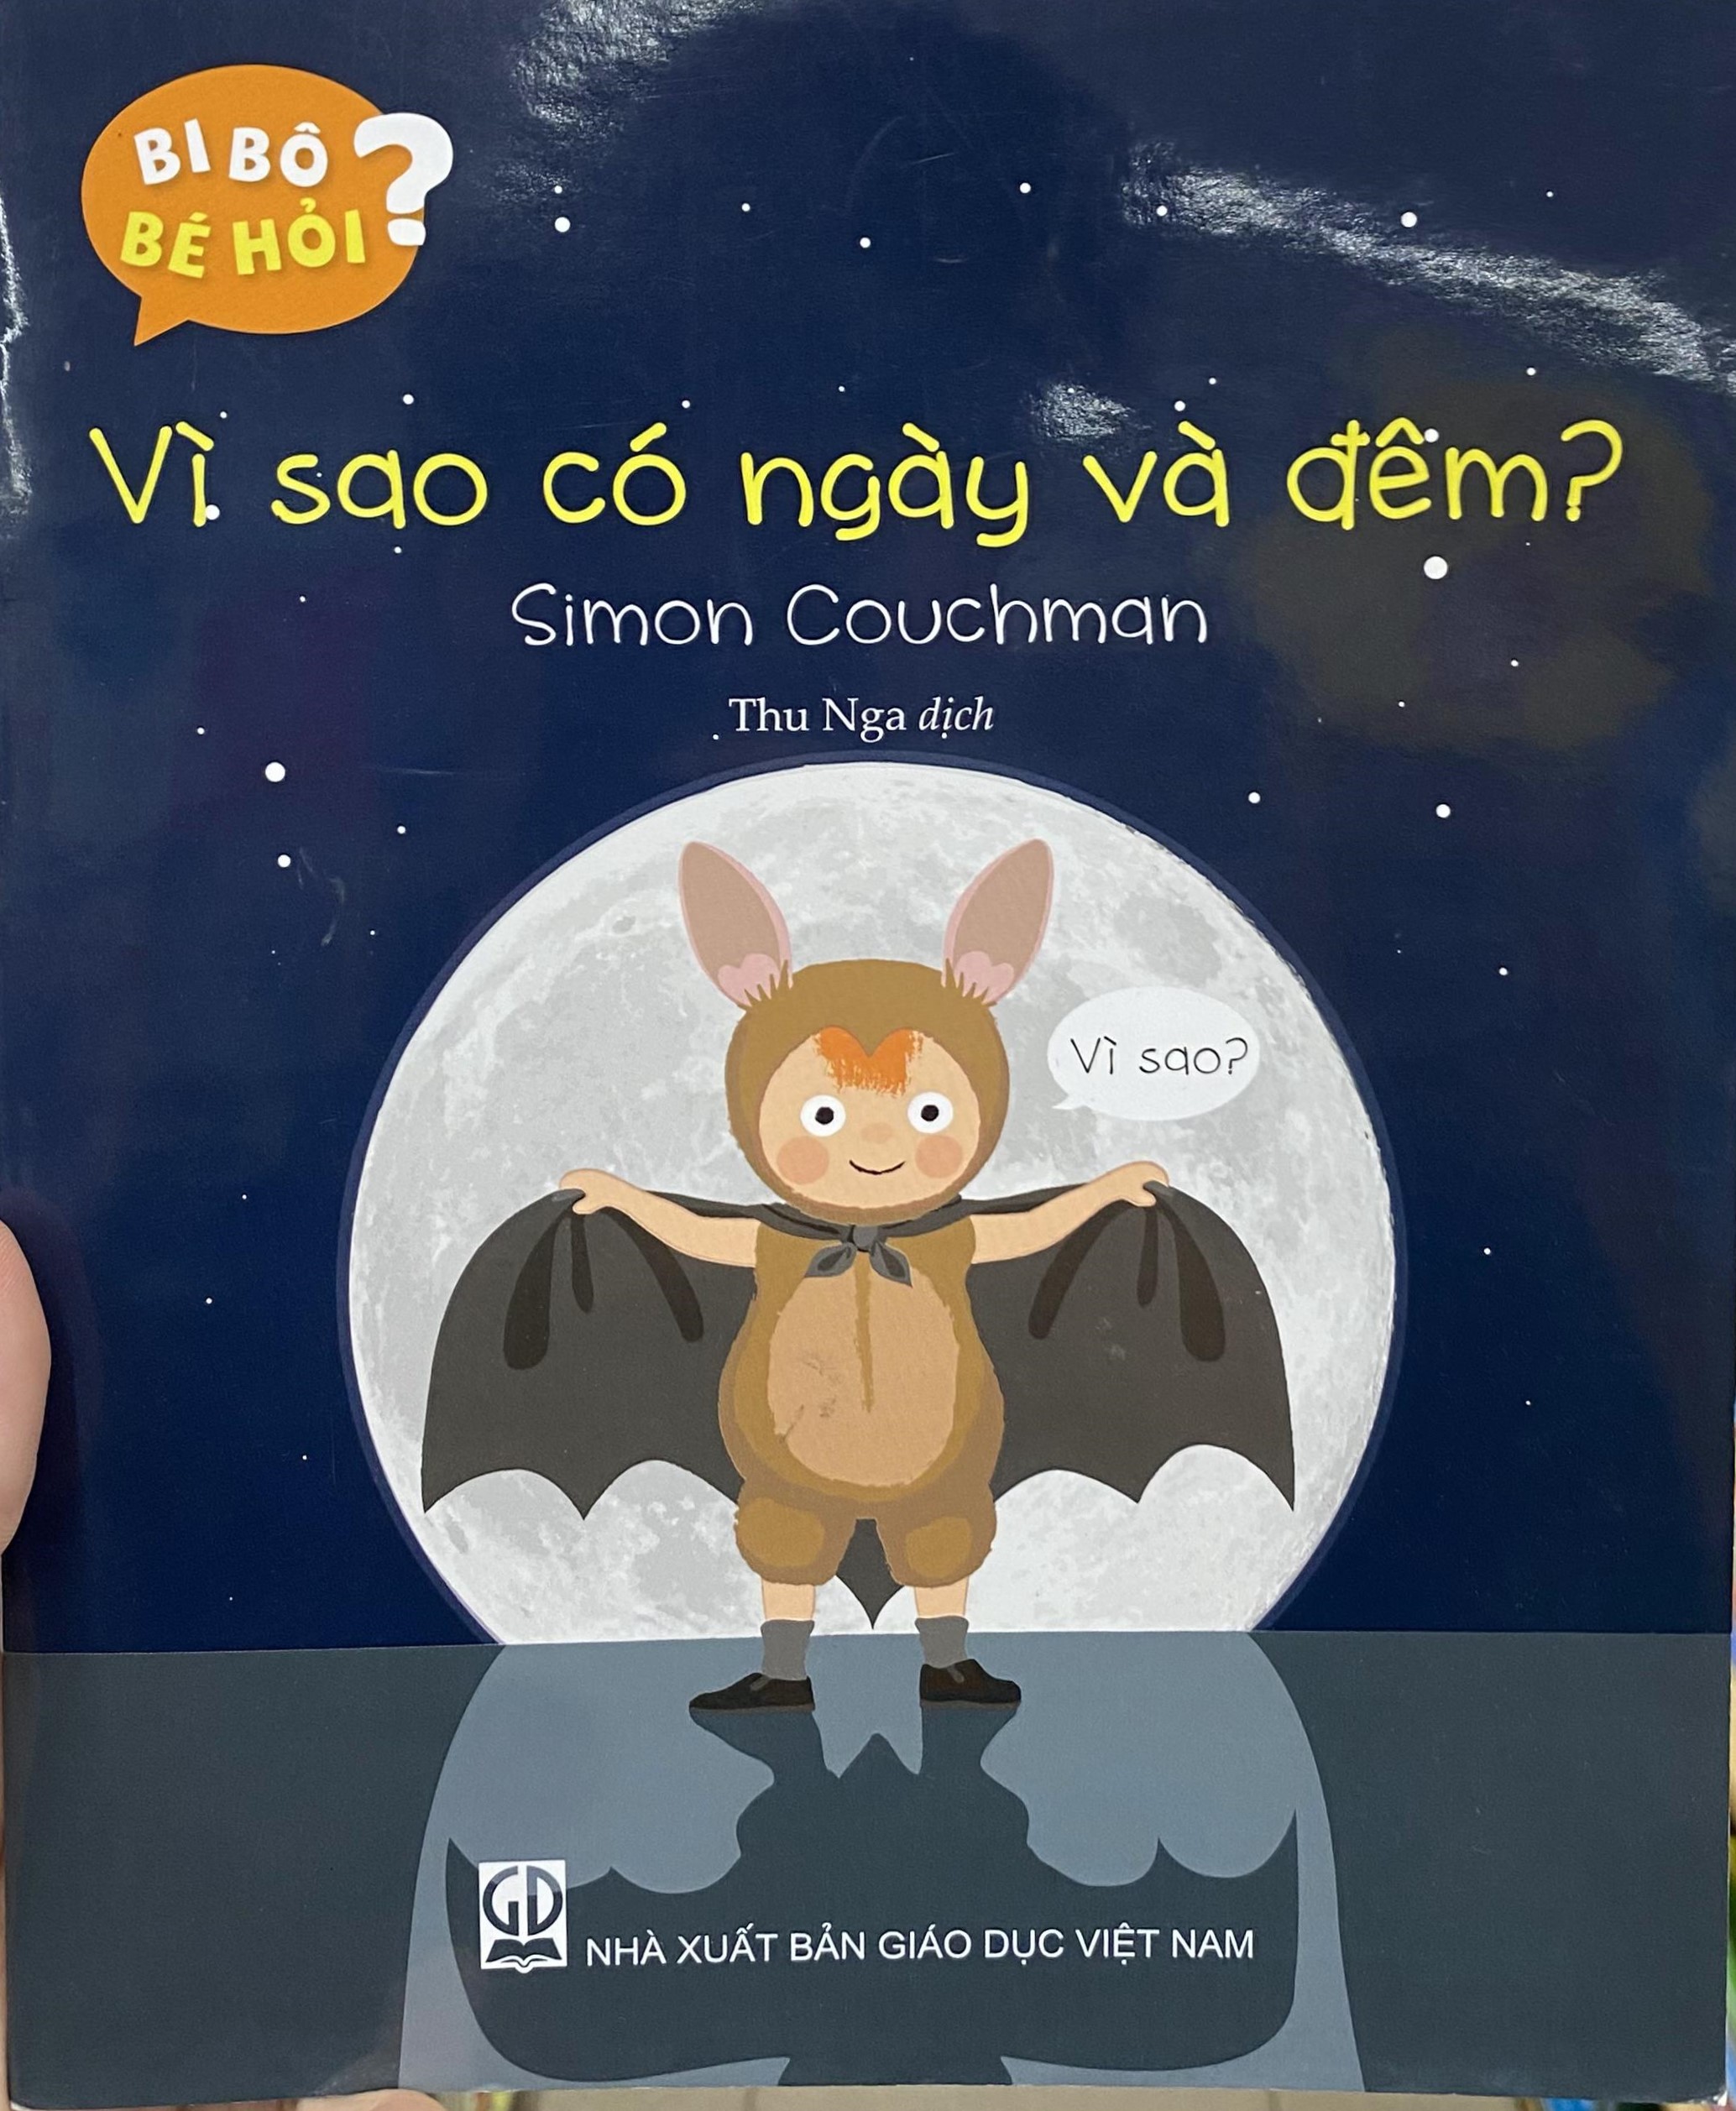 BI BÔ
BÉ HỎI ?
Vì sao có ngày và đêm?
Simon Couchman
Thu Nga dịch
Vì sao?
GD
NHÀ XUẤT BẢN GIÁO DỤC VIỆT NAM